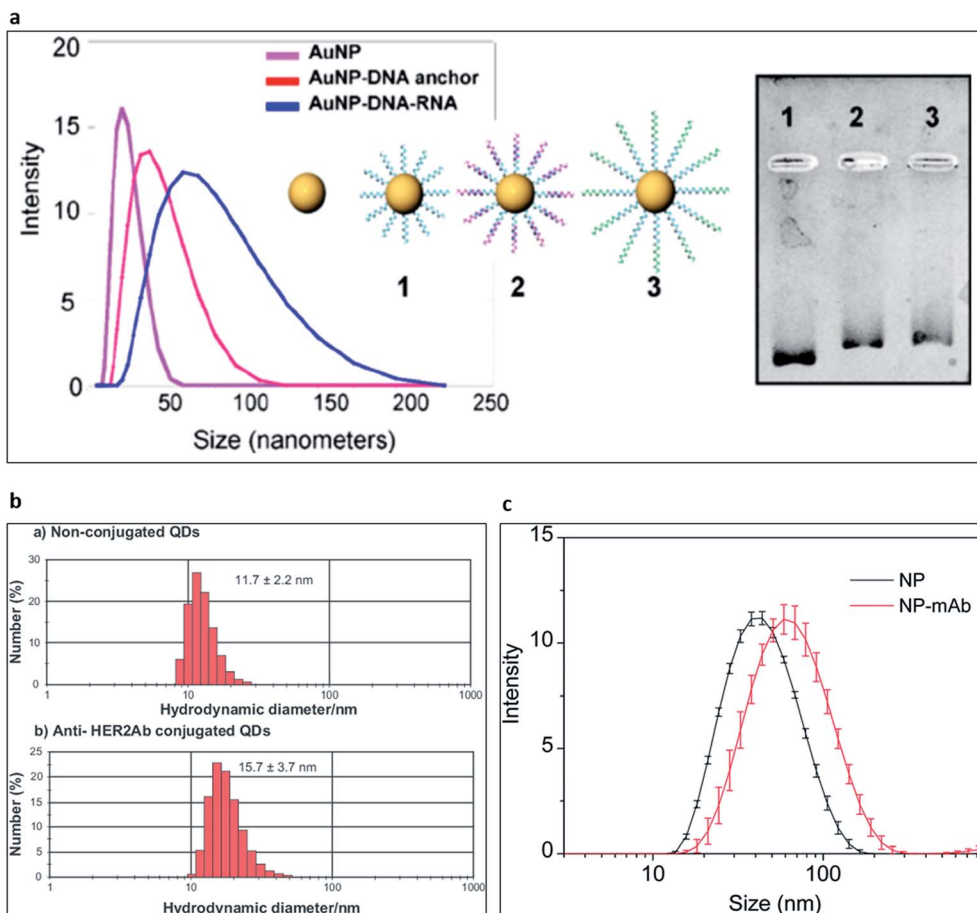 a
20
15
10
5
0
Intensity
AuNP
AuNP-DNA anchor
AuNP-DNA-RNA
1
2
3
50
100
150
200
250
Size (nanometers)
1
2
3
b
a) Non-conjugated QDs
30
20
10
0
Number (%)
11.7 ± 2.2 nm
1
10
100
1000
Hydrodynamic diameter/nm
b) Anti- HER2Ab conjugated QDs
25
20
15
10
5
0
Number (%)
15.7 ± 3.7 nm
1
10
100
1000
Hydrodynamic diameter/nm
c
15
10
5
0
Intensity
NP
NP-mAb
10
100
Size (nm)